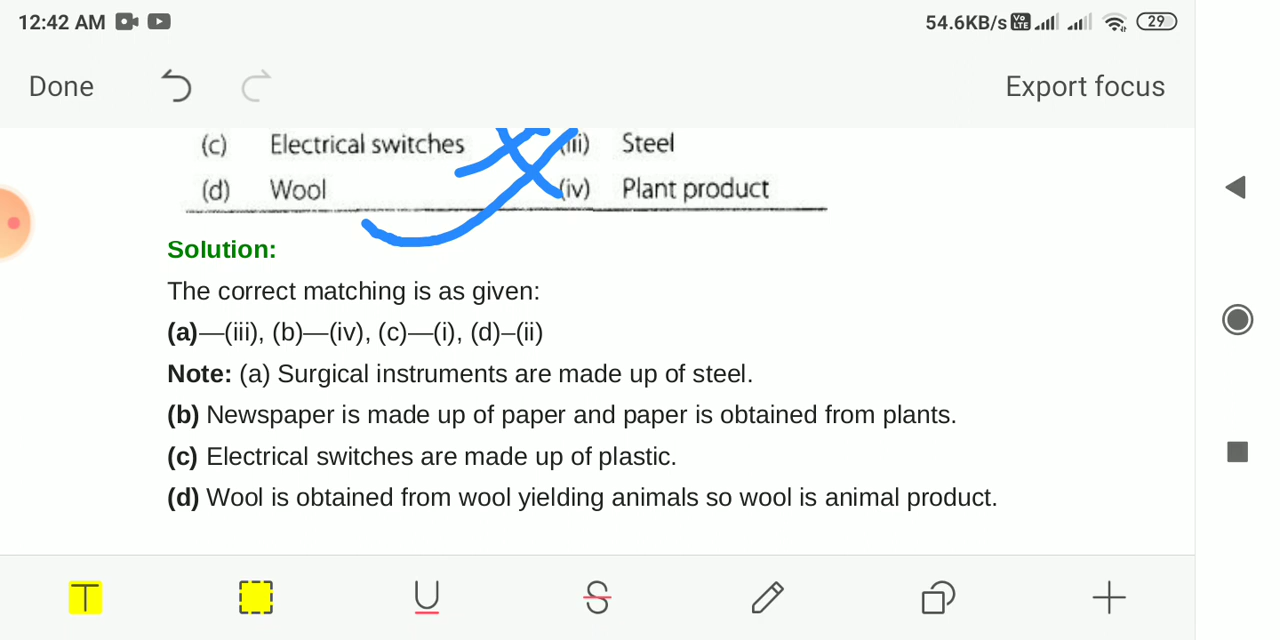 12:42 AM 54.6KB/s Vo LTE 29
Done Export focus
(c) Electrical switches (iii) Steel
(d) Wool (iv) Plant product
Solution:
The correct matching is as given:
(a)—(iii), (b)—(iv), (c)—(i), (d)–(ii)
Note: (a) Surgical instruments are made up of steel.
(b) Newspaper is made up of paper and paper is obtained from plants.
(c) Electrical switches are made up of plastic.
(d) Wool is obtained from wool yielding animals so wool is animal product.
T U S